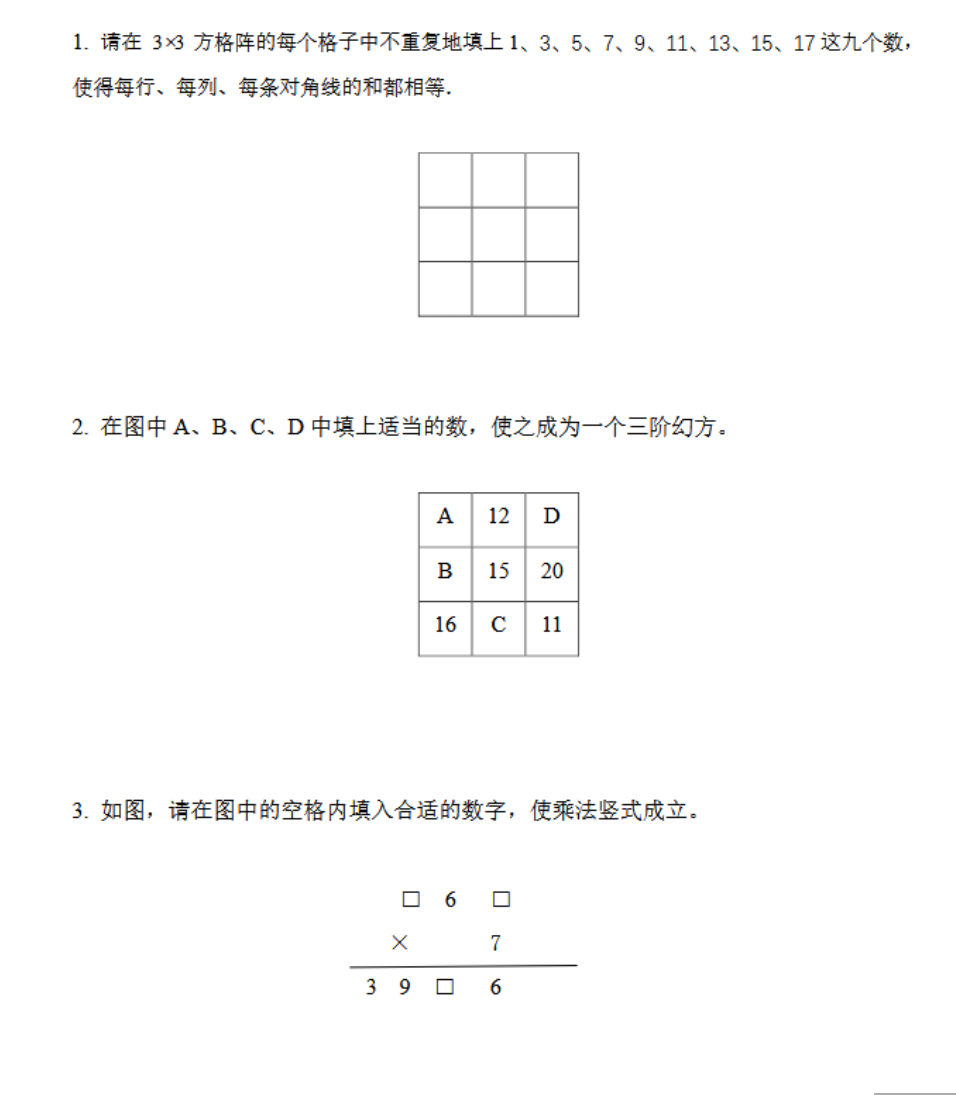 1. 请在 3×3 方格阵的每个格子中不重复地填上 1、3、5、7、9、11、13、15、17 这九个数，
使得每行、每列、每条对角线的和都相等.
2. 在图中 A、B、C、D 中填上适当的数，使之成为一个三阶幻方。
A 12 D
B 15 20
16 C 11
3. 如图，请在图中的空格内填入合适的数字，使乘法竖式成立。
□ 6 □
× 7
3 9 □ 6